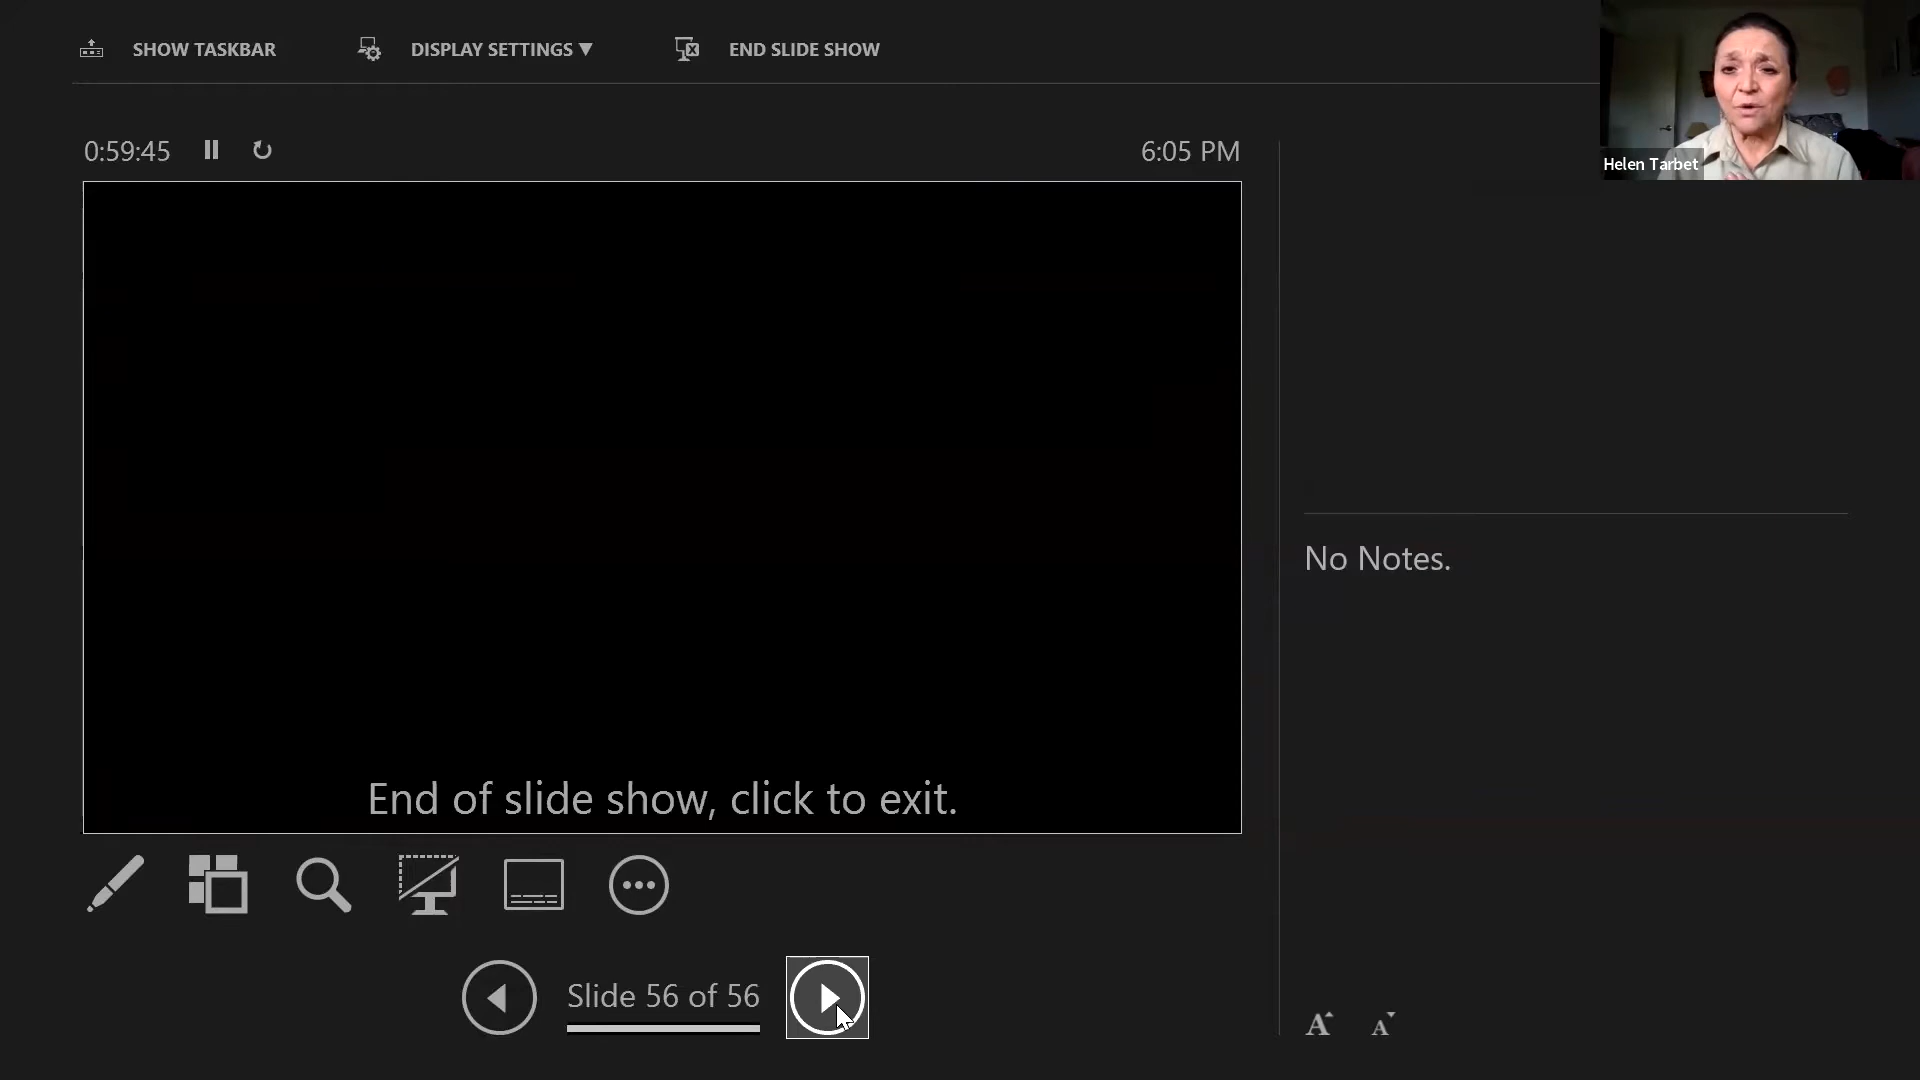 SHOW TASKBAR
DISPLAY SETTINGS ▼
END SLIDE SHOW
Helen Tarbet
0:59:45
6:05 PM
End of slide show, click to exit.
No Notes.
Slide 56 of 56
A A